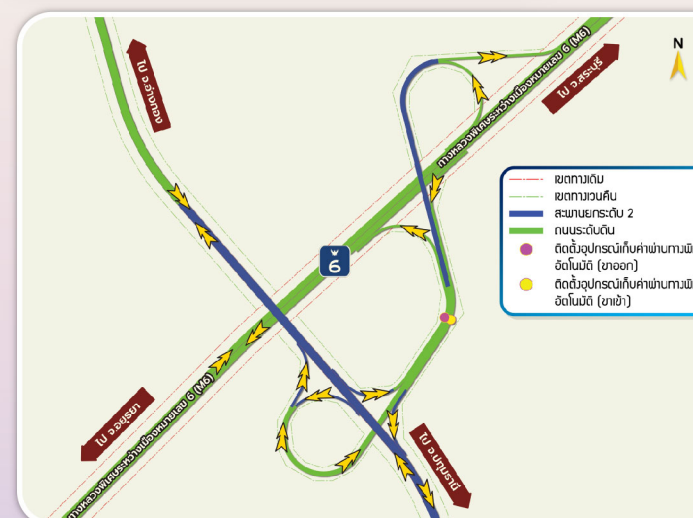 N
ไป จ.อ่างทอง
ไป จ.สระบุรี
ทางหลวงพิเศษระหว่างเมืองหมายเลข 6 (M6)
6
เขตทางเดิม
เขตทางเวนคืน
สะพานยกระดับ 2
ถนนระดับดิน
ติดตั้งอุปกรณ์เก็บค่าผ่านทางพิ
อัตโนมัติ (ขาออก)
ติดตั้งอุปกรณ์เก็บค่าผ่านทางพิ
อัตโนมัติ (ขาเข้า)
ไป จ.อยุธยา
ทางหลวงพิเศษระหว่างเมืองหมายเลข 6 (M6)
ไป จ.ปทุมธานี